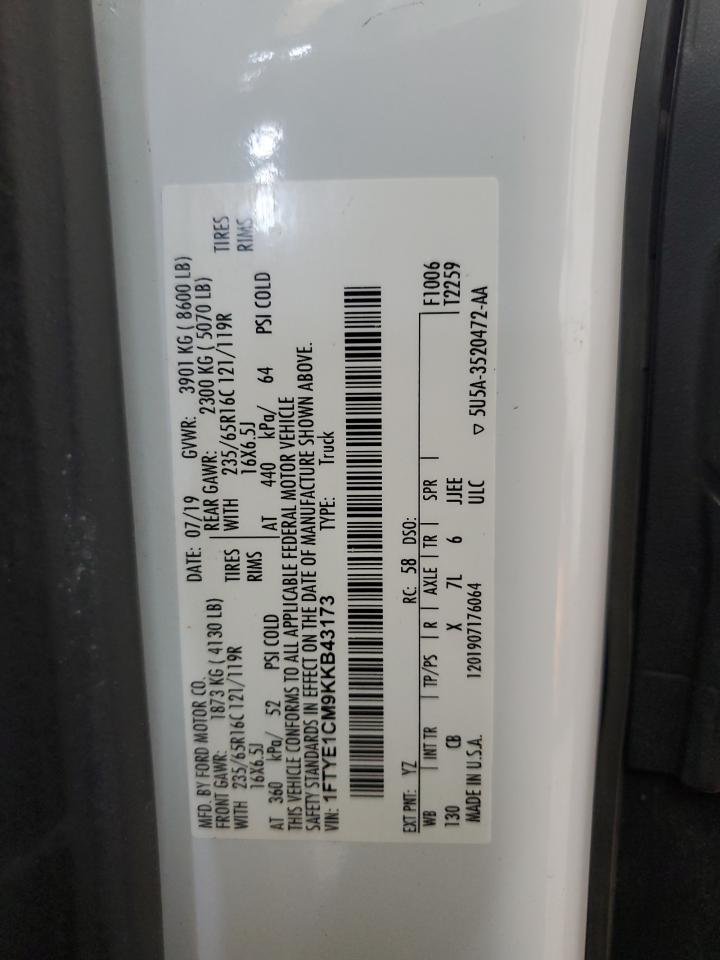 MFD. BY FORD MOTOR CO. DATE: 07/19 GVWR: 3901 KG ( 8600 LB)
FRONT GAWR: 1873 KG ( 4130 LB) REAR GAWR: 2300 KG ( 5070 LB)
WITH 235/65R16C 121/119R TIRES WITH 235/65R16C 121/119R TIRES
16X6.5J RIMS 16X6.5J RIMS
AT 360 kPa/ 52 PSI COLD AT 440 kPa/ 64 PSI COLD
THIS VEHICLE CONFORMS TO ALL APPLICABLE FEDERAL MOTOR VEHICLE
SAFETY STANDARDS IN EFFECT ON THE DATE OF MANUFACTURE SHOWN ABOVE.
VIN: 1FTYE1CM9KKB43173 TYPE: Truck
EXT PNT: YZ RC: 58 DSO:
WB INT TR TP/PS R AXLE TR SPR F1006
130 CB X 7L 6 JJEE T2259
MADE IN U.S.A. 1201907176064 ULC ▽ 5U5A-3520472-AA